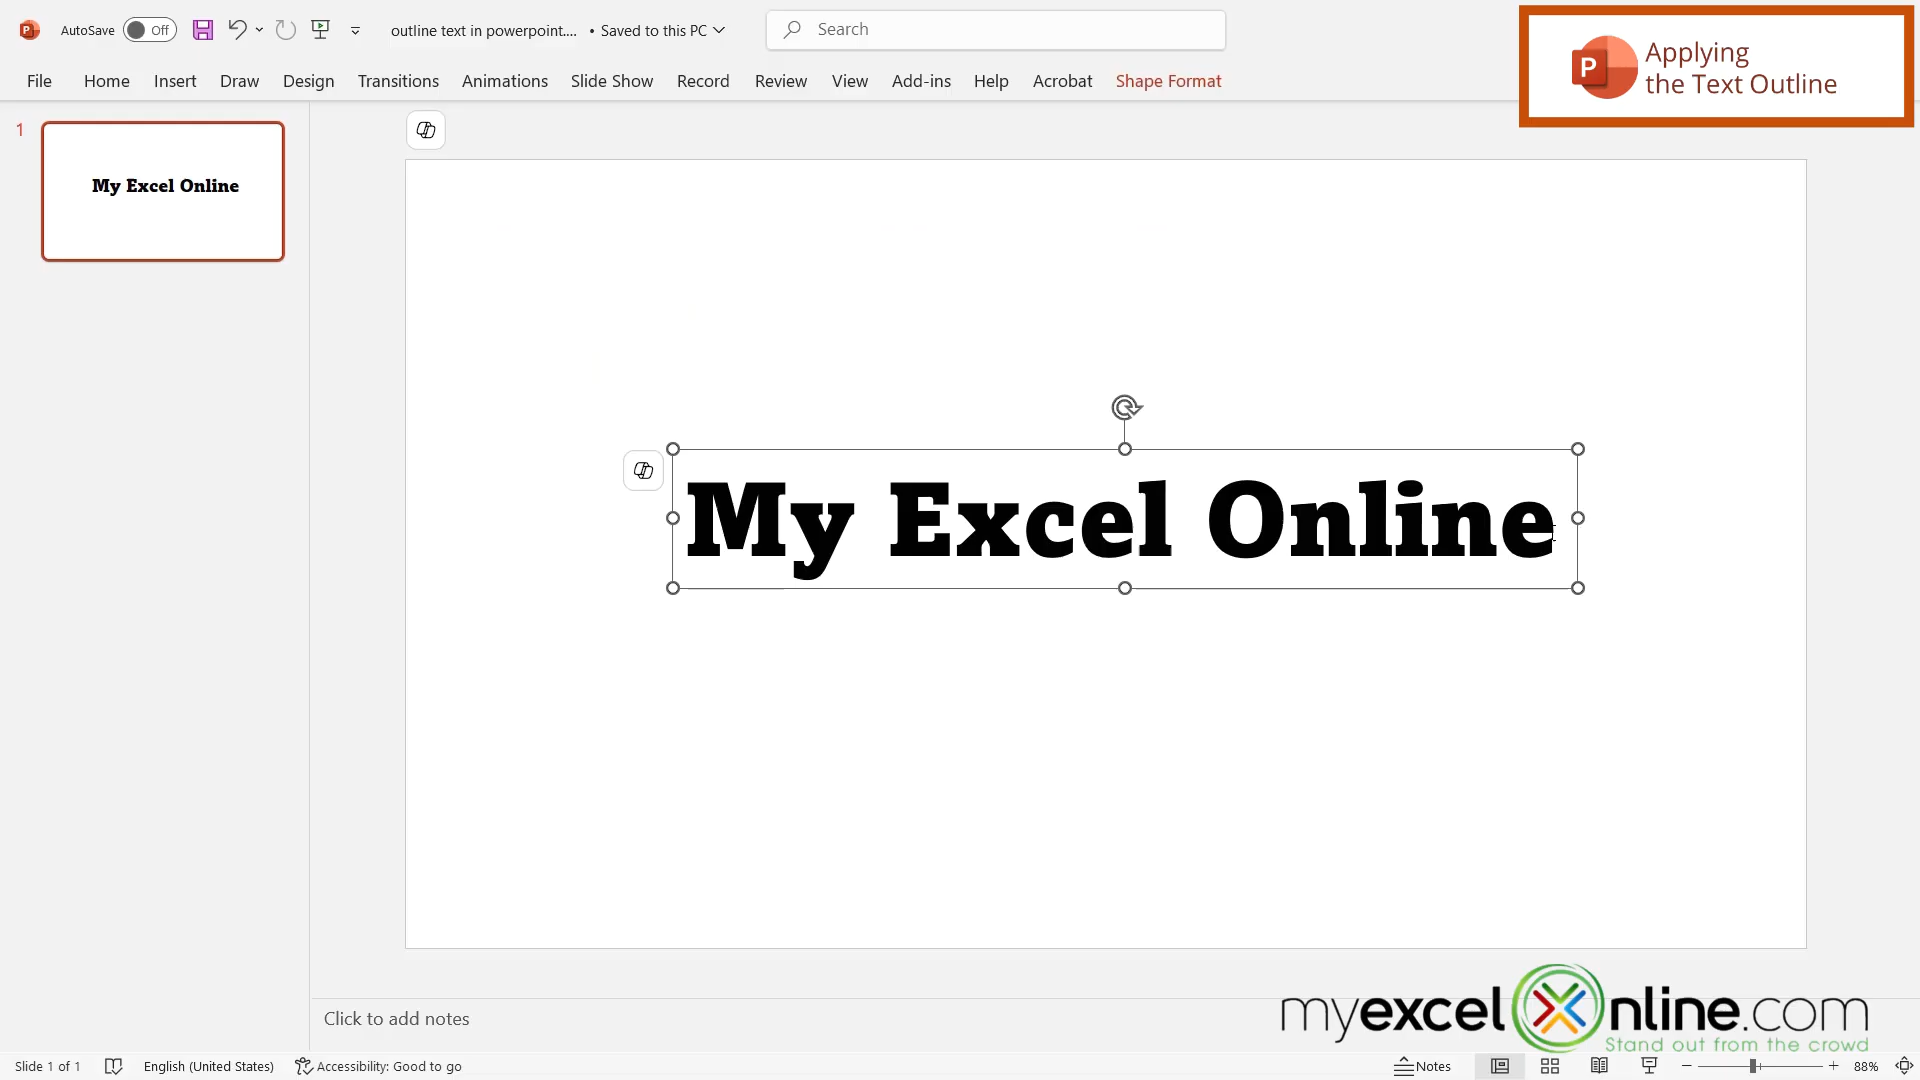 AutoSave Off outline text in powerpoint.... • Saved to this PC Search
File Home Insert Draw Design Transitions Animations Slide Show Record Review View Add-ins Help Acrobat Shape Format
P Applying
the Text Outline
1
My Excel Online
My Excel Online
Click to add notes
myexcelonline.com
Stand out from the crowd
Slide 1 of 1 English (United States) Accessibility: Good to go Notes 88%